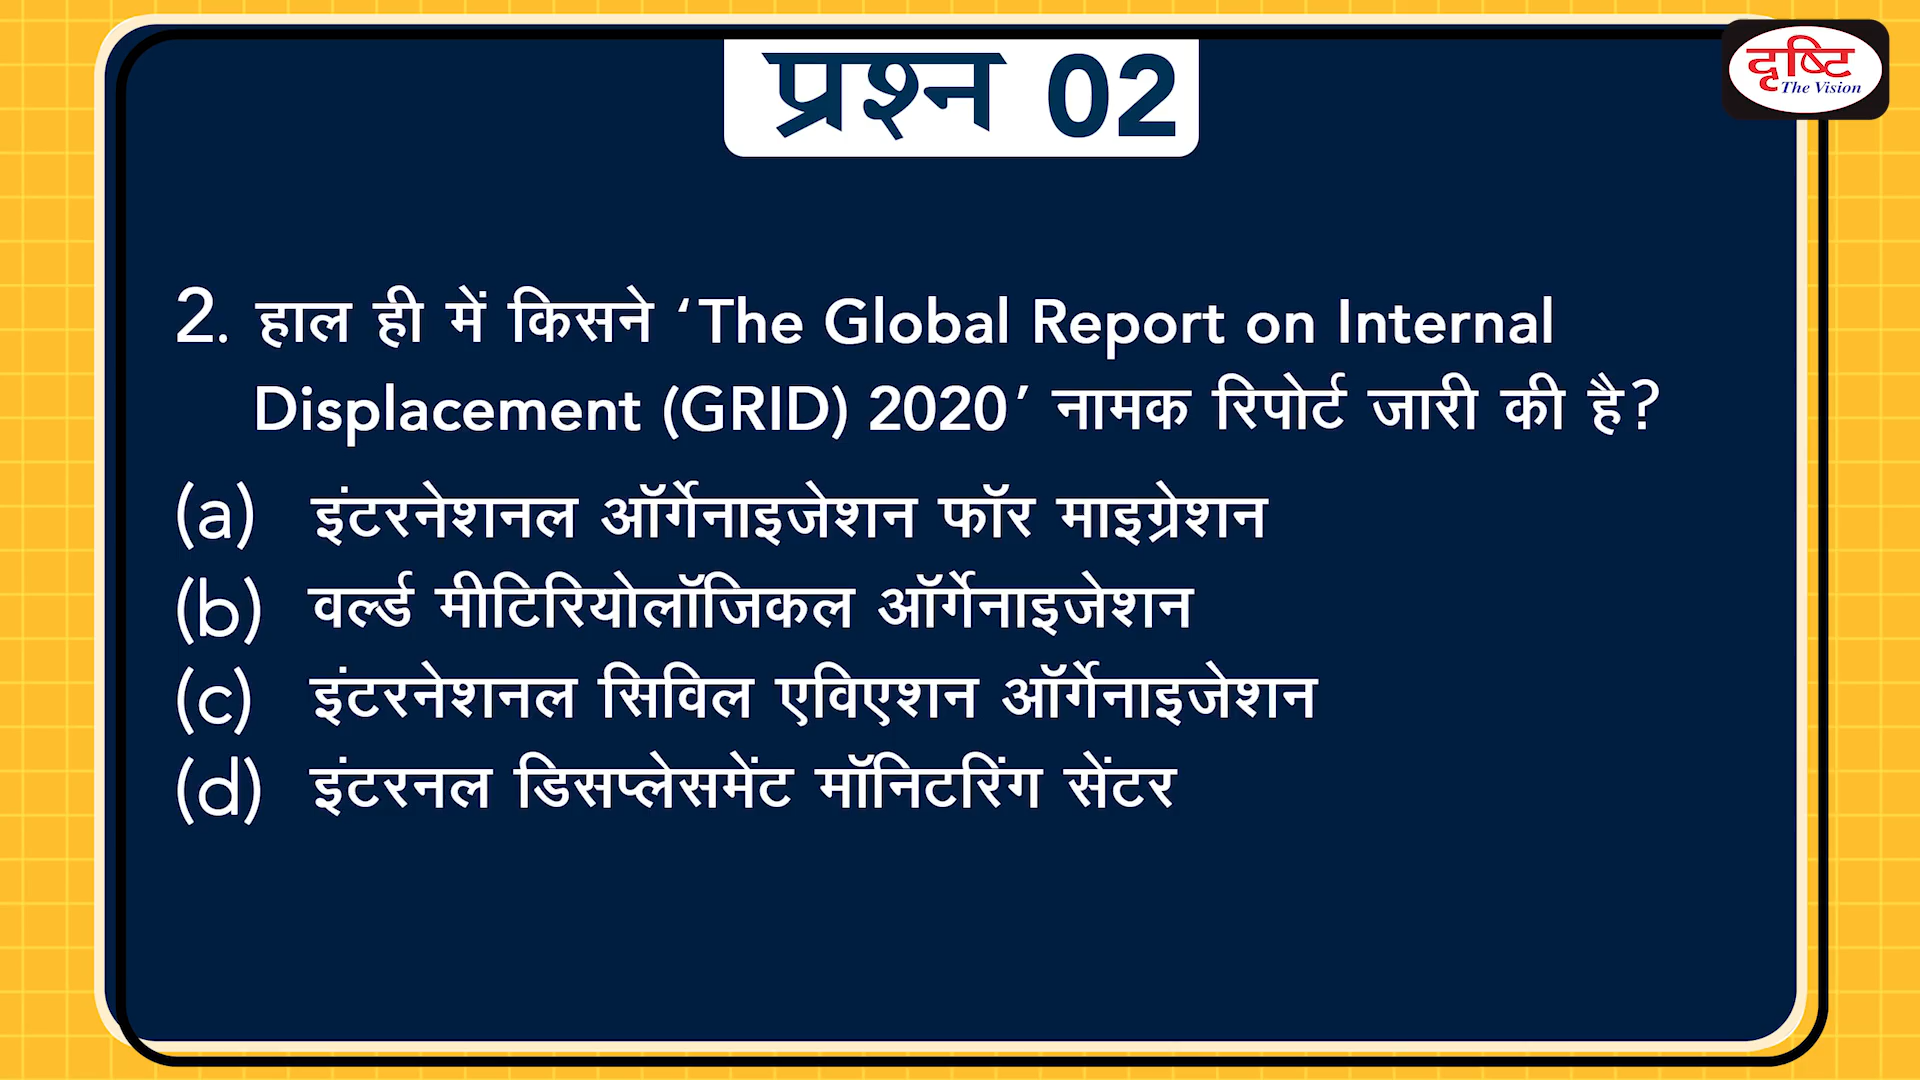 प्रश्न 02
दृष्टि
The Vision
2. हाल ही में किसने ‘The Global Report on Internal
Displacement (GRID) 2020’ नामक रिपोर्ट जारी की है?
(a) इंटरनेशनल ऑर्गेनाइजेशन फॉर माइग्रेशन
(b) वर्ल्ड मीटिरियोलॉजिकल ऑर्गेनाइजेशन
(c) इंटरनेशनल सिविल एविएशन ऑर्गेनाइजेशन
(d) इंटरनल डिसप्लेसमेंट मॉनिटरिंग सेंटर